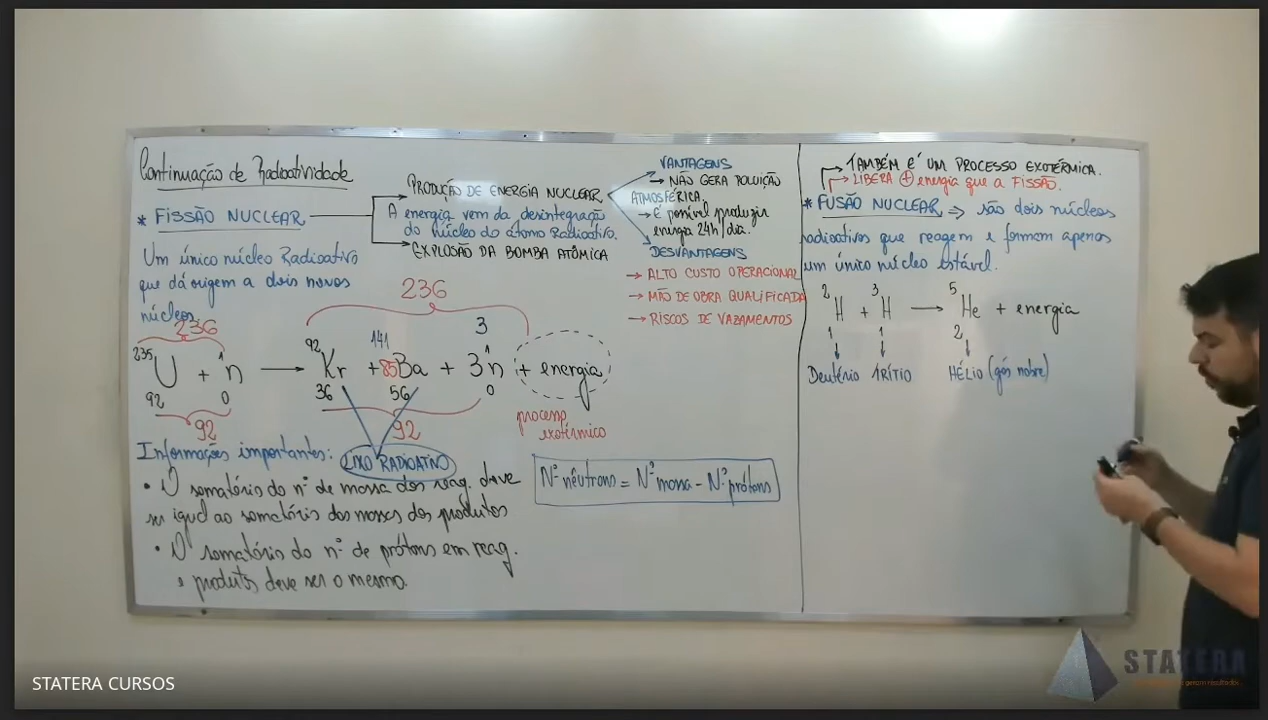 Continuação de Radioatividade
* FISSÃO NUCLEAR
Um único núcleo Radioativo
que dá origem a dois novos
núcleos.
PRODUÇÃO DE ENERGIA NUCLEAR
A energia vem da desintegração
do núcleo do átomo Radioativo.
EXPLOSÃO DA BOMBA ATÔMICA
VANTAGENS
→ NÃO GERA POLUIÇÃO
ATMOSFÉRICA.
→ É possível produzir
energia 24h/dia.
DESVANTAGENS
→ ALTO CUSTO OPERACIONAL
→ MÃO DE OBRA QUALIFICADA
→ RISCOS DE VAZAMENTOS
236 236
235 1 92 141 3 1
U + n → Kr + 85 Ba + 3n + energia
92 0 36 56 0
92 92
processo
exotérmico
LIXO RADIOATIVO
Informações importantes:
• O somatório do nº de massa dos reag. deve
ser igual ao somatório das massas dos produtos
• O somatório do nº de prótons em reag.
e produtos deve ser o mesmo.
Nº nêutrons = Nº massa - Nº prótons
→ TAMBÉM É UM PROCESSO EXOTÉRMICA.
→ LIBERA + energia que a FISSÃO.
* FUSÃO NUCLEAR ⇒ são dois núcleos
radioativos que reagem e formam apenas
um único núcleo estável.
2 3 5
H + H → He + energia
1 1 2
Deutério TRÍTIO HÉLIO (gás nobre)
STATERA CURSOS
STATERA